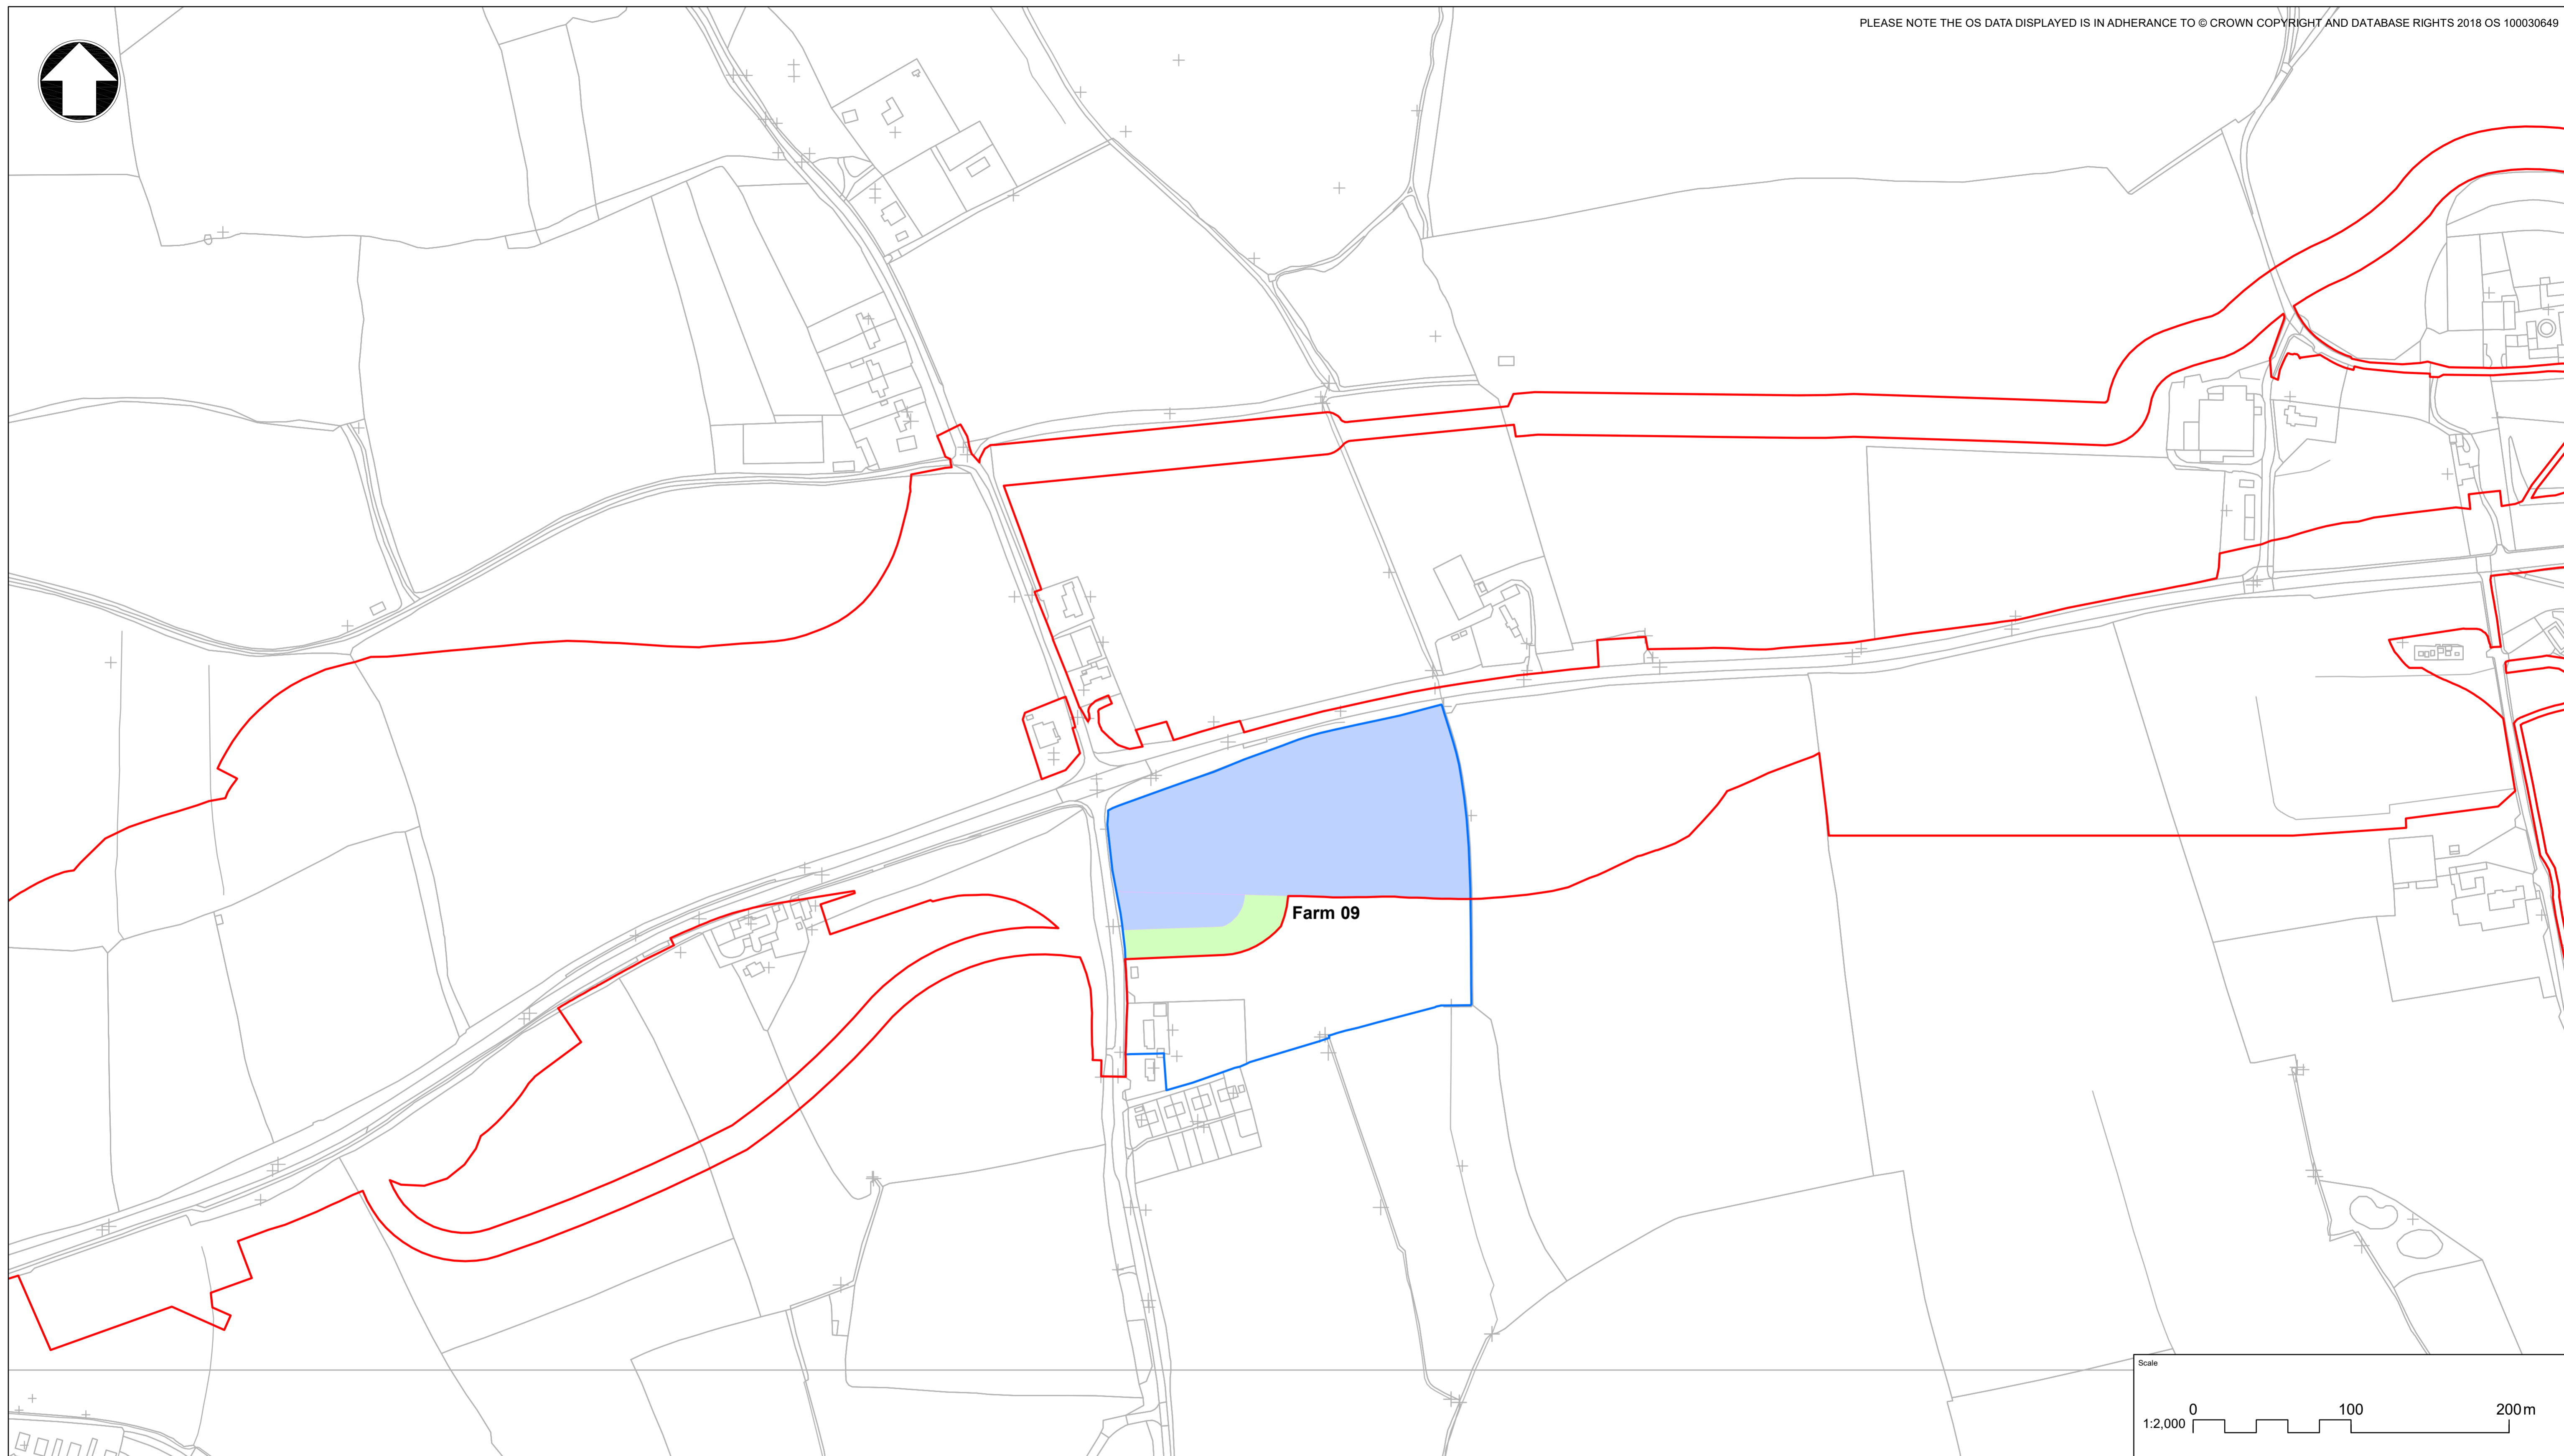 PLEASE NOTE THE OS DATA DISPLAYED IS IN ADHERANCE TO © CROWN COPYRIGHT AND DATABASE RIGHTS 2018 OS 100030649
Farm 09
Scale
0 100 200m
1:2,000